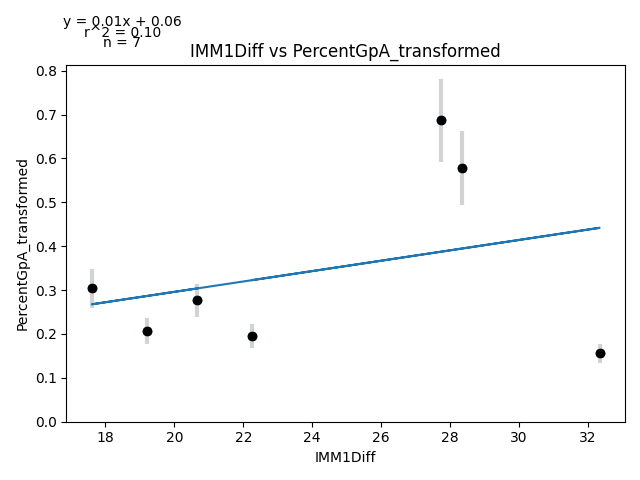 y = 0.01x + 0.06
r^2 = 0.10
n = 7
IMM1Diff vs PercentGpA_transformed
0.8
0.7
0.6
0.5
0.4
0.3
0.2
0.1
0.0
PercentGpA_transformed
18 20 22 24 26 28 30 32
IMM1Diff